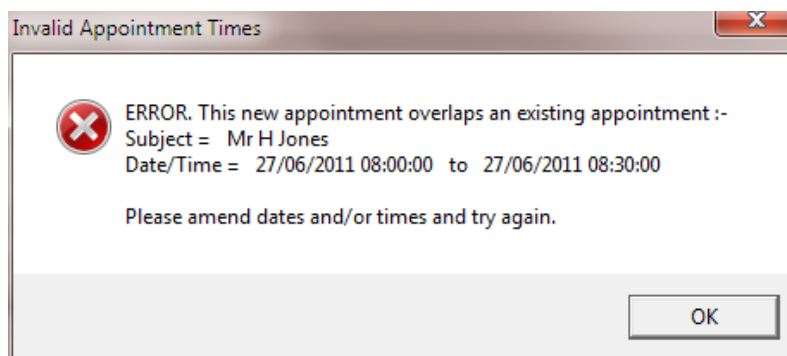 Invalid Appointment Times
ERROR. This new appointment overlaps an existing appointment :-
Subject = Mr H Jones
Date/Time = 27/06/2011 08:00:00 to 27/06/2011 08:30:00
Please amend dates and/or times and try again.
OK